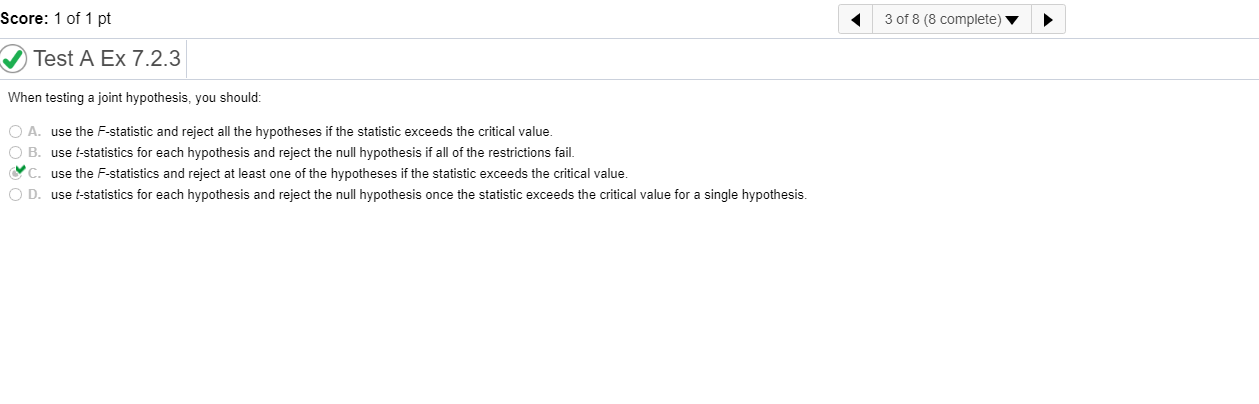 Score: 1 of 1 pt
3 of 8 (8 complete)
Test A Ex 7.2.3
When testing a joint hypothesis, you should:
A. use the F-statistic and reject all the hypotheses if the statistic exceeds the critical value.
B. use t-statistics for each hypothesis and reject the null hypothesis if all of the restrictions fail.
C. use the F-statistics and reject at least one of the hypotheses if the statistic exceeds the critical value.
D. use t-statistics for each hypothesis and reject the null hypothesis once the statistic exceeds the critical value for a single hypothesis.